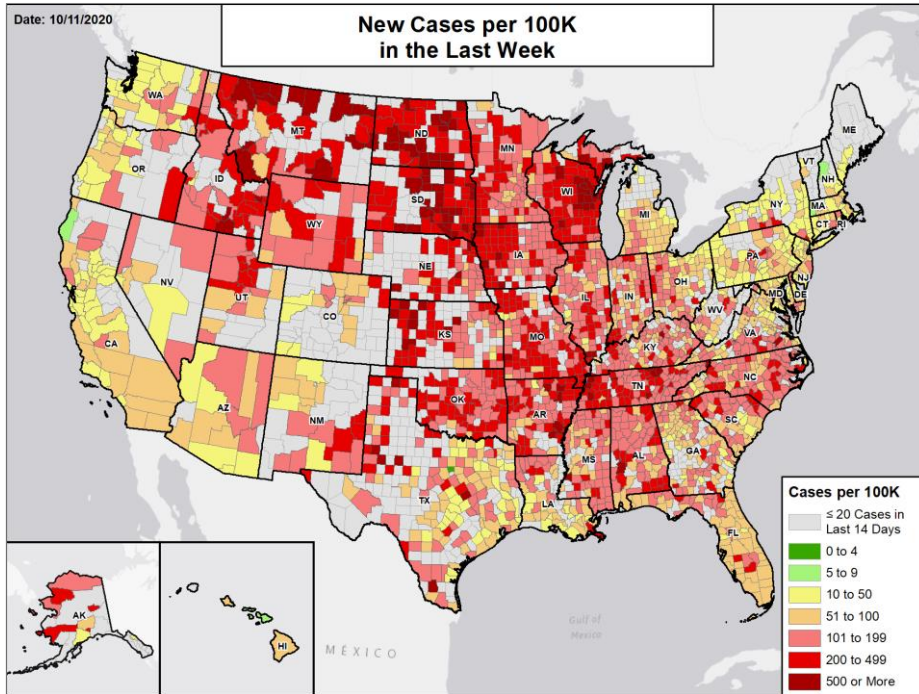 Date: 10/11/2020
New Cases per 100K
in the Last Week
WA
MT
ND
MN
ME
VT
NH
OR
ID
SD
WI
NY
MA
CT
RI
WY
MI
IA
PA
NJ
NE
NV
UT
CO
IL
IN
OH
MD
DE
WV
VA
KS
MO
KY
CA
NC
TN
OK
AR
AZ
NM
SC
MS
AL
GA
TX
LA
FL
AK
HI
MÉXICO
Gulf of
Mexico
Cases per 100K
≤ 20 Cases in
Last 14 Days
0 to 4
5 to 9
10 to 50
51 to 100
101 to 199
200 to 499
500 or More